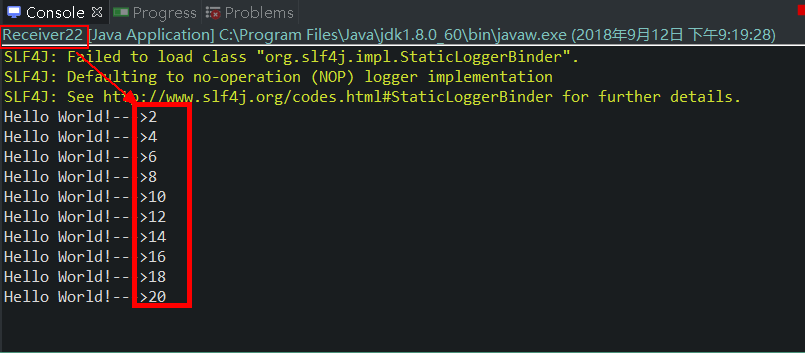 Console Progress Problems
Receiver22 [Java Application] C:\Program Files\Java\jdk1.8.0_60\bin\javaw.exe (2018年9月12日 下午9:19:28)
SLF4J: Failed to load class "org.slf4j.impl.StaticLoggerBinder".
SLF4J: Defaulting to no-operation (NOP) logger implementation
SLF4J: See http://www.slf4j.org/codes.html#StaticLoggerBinder for further details.
Hello World!-- >2
Hello World!-- >4
Hello World!-- >6
Hello World!-- >8
Hello World!-- >10
Hello World!-- >12
Hello World!-- >14
Hello World!-- >16
Hello World!-- >18
Hello World!-- >20